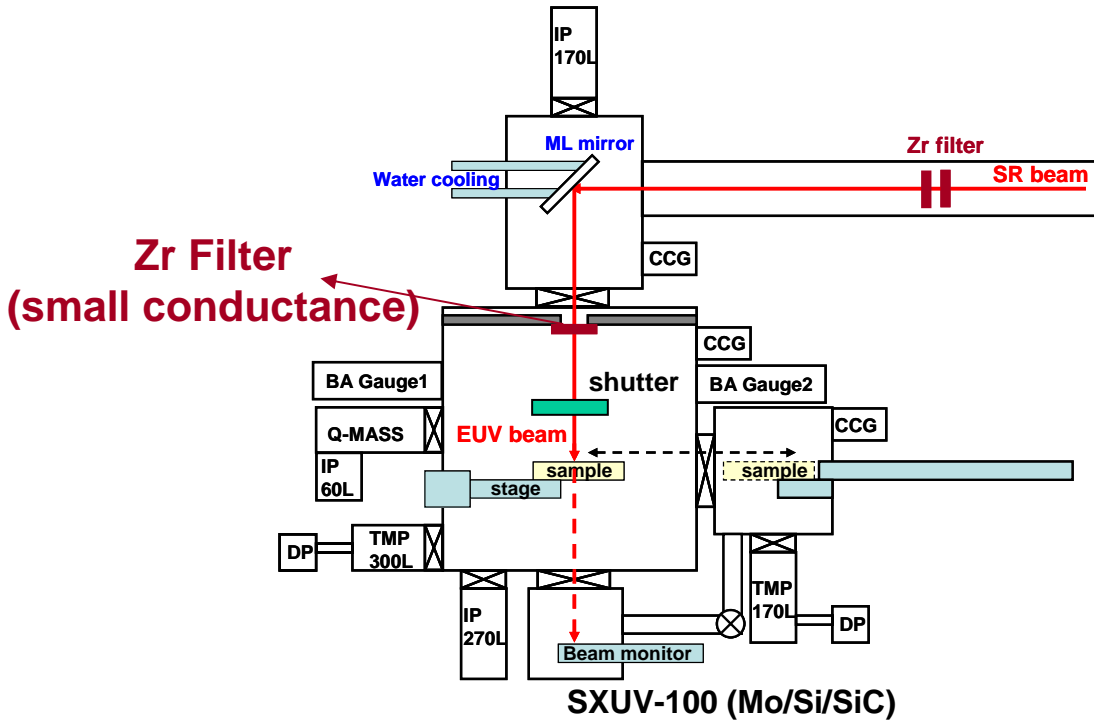 IP
170L
ML mirror
Water cooling
Zr filter
SR beam
Zr Filter
(small conductance)
CCG
CCG
BA Gauge1
shutter
BA Gauge2
Q-MASS
EUV beam
CCG
IP
60L
sample
sample
stage
DP
TMP
300L
IP
270L
TMP
170L
DP
Beam monitor
SXUV-100 (Mo/Si/SiC)